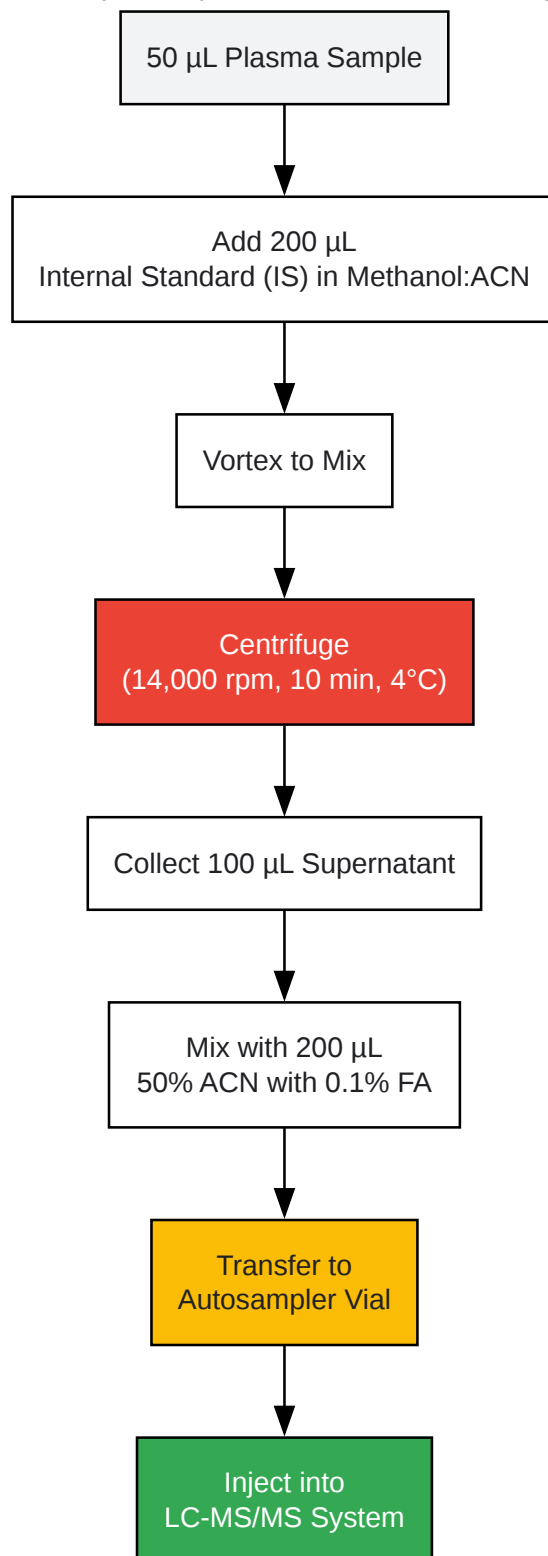 50 µL Plasma Sample
Add 200 µL
Internal Standard (IS) in Methanol:ACN
Vortex to Mix
Centrifuge
(14,000 rpm, 10 min, 4°C)
Collect 100 µL Supernatant
Mix with 200 µL
50% ACN with 0.1% FA
Transfer to
Autosampler Vial
Inject into
LC-MS/MS System